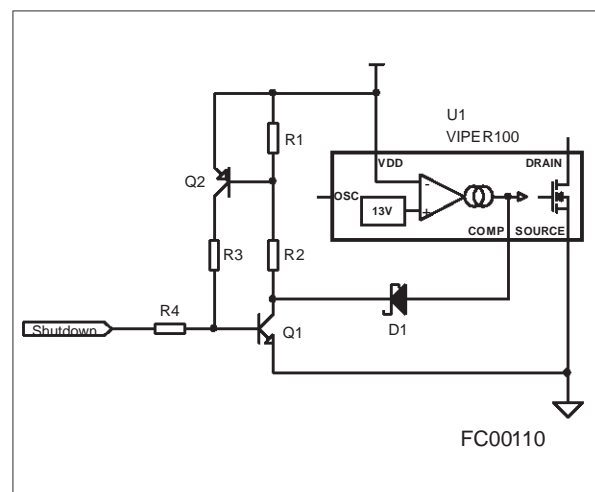 U1
VIPER100
R1
VDD
DRAIN
Q2
-
OSC
13V
+
COMP
SOURCE
R3
R2
R4
Shutdown
Q1
D1
FC00110